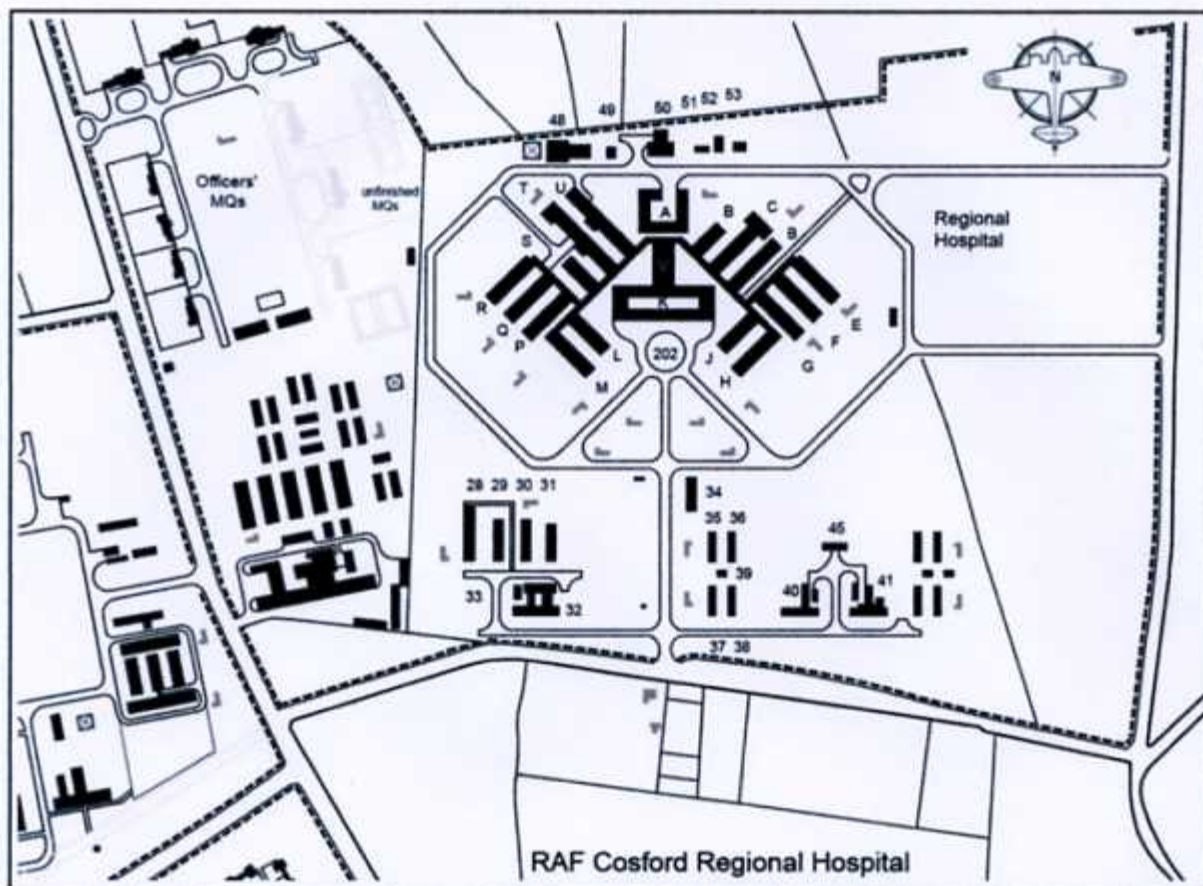 N
48 49 50 51 52 53
Officers'
MQs
unfinished
MQs
Regional
Hospital
T U A B C B
S
R Q P M L
K
202
J H G F E
28 29 30 31
34
35 36
45
39
40 41
33 32
37 38
RAF Cosford Regional Hospital